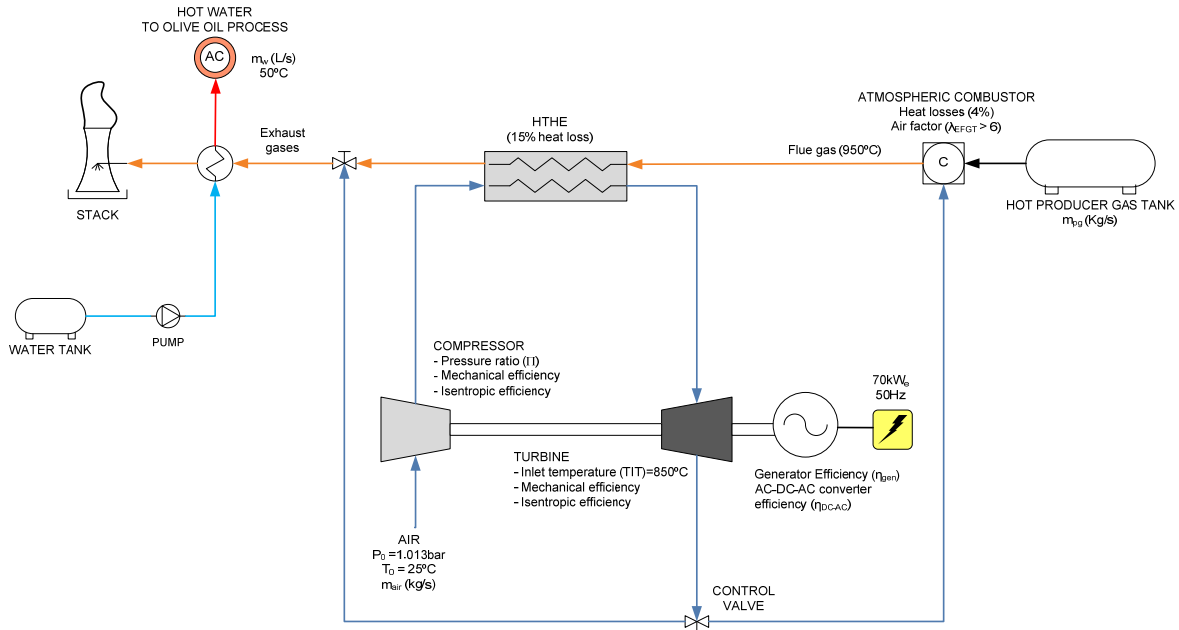 HOT WATER
TO OLIVE OIL PROCESS
AC
mw (L/s)
50ºC
STACK
Exhaust
gases
HTHE
(15% heat loss)
Flue gas (950ºC)
ATMOSPHERIC COMBUSTOR
Heat losses (4%)
Air factor (λEFGT > 6)
C
HOT PRODUCER GAS TANK
mpg (Kg/s)
WATER TANK
PUMP
COMPRESSOR
- Pressure ratio (Π)
- Mechanical efficiency
- Isentropic efficiency
TURBINE
- Inlet temperature (TIT)=850ºC
- Mechanical efficiency
- Isentropic efficiency
70kWe
50Hz
Generator Efficiency (ηgen)
AC-DC-AC converter
efficiency (ηDC-AC)
AIR
P0 =1.013bar
T0 = 25ºC
mair (kg/s)
CONTROL
VALVE